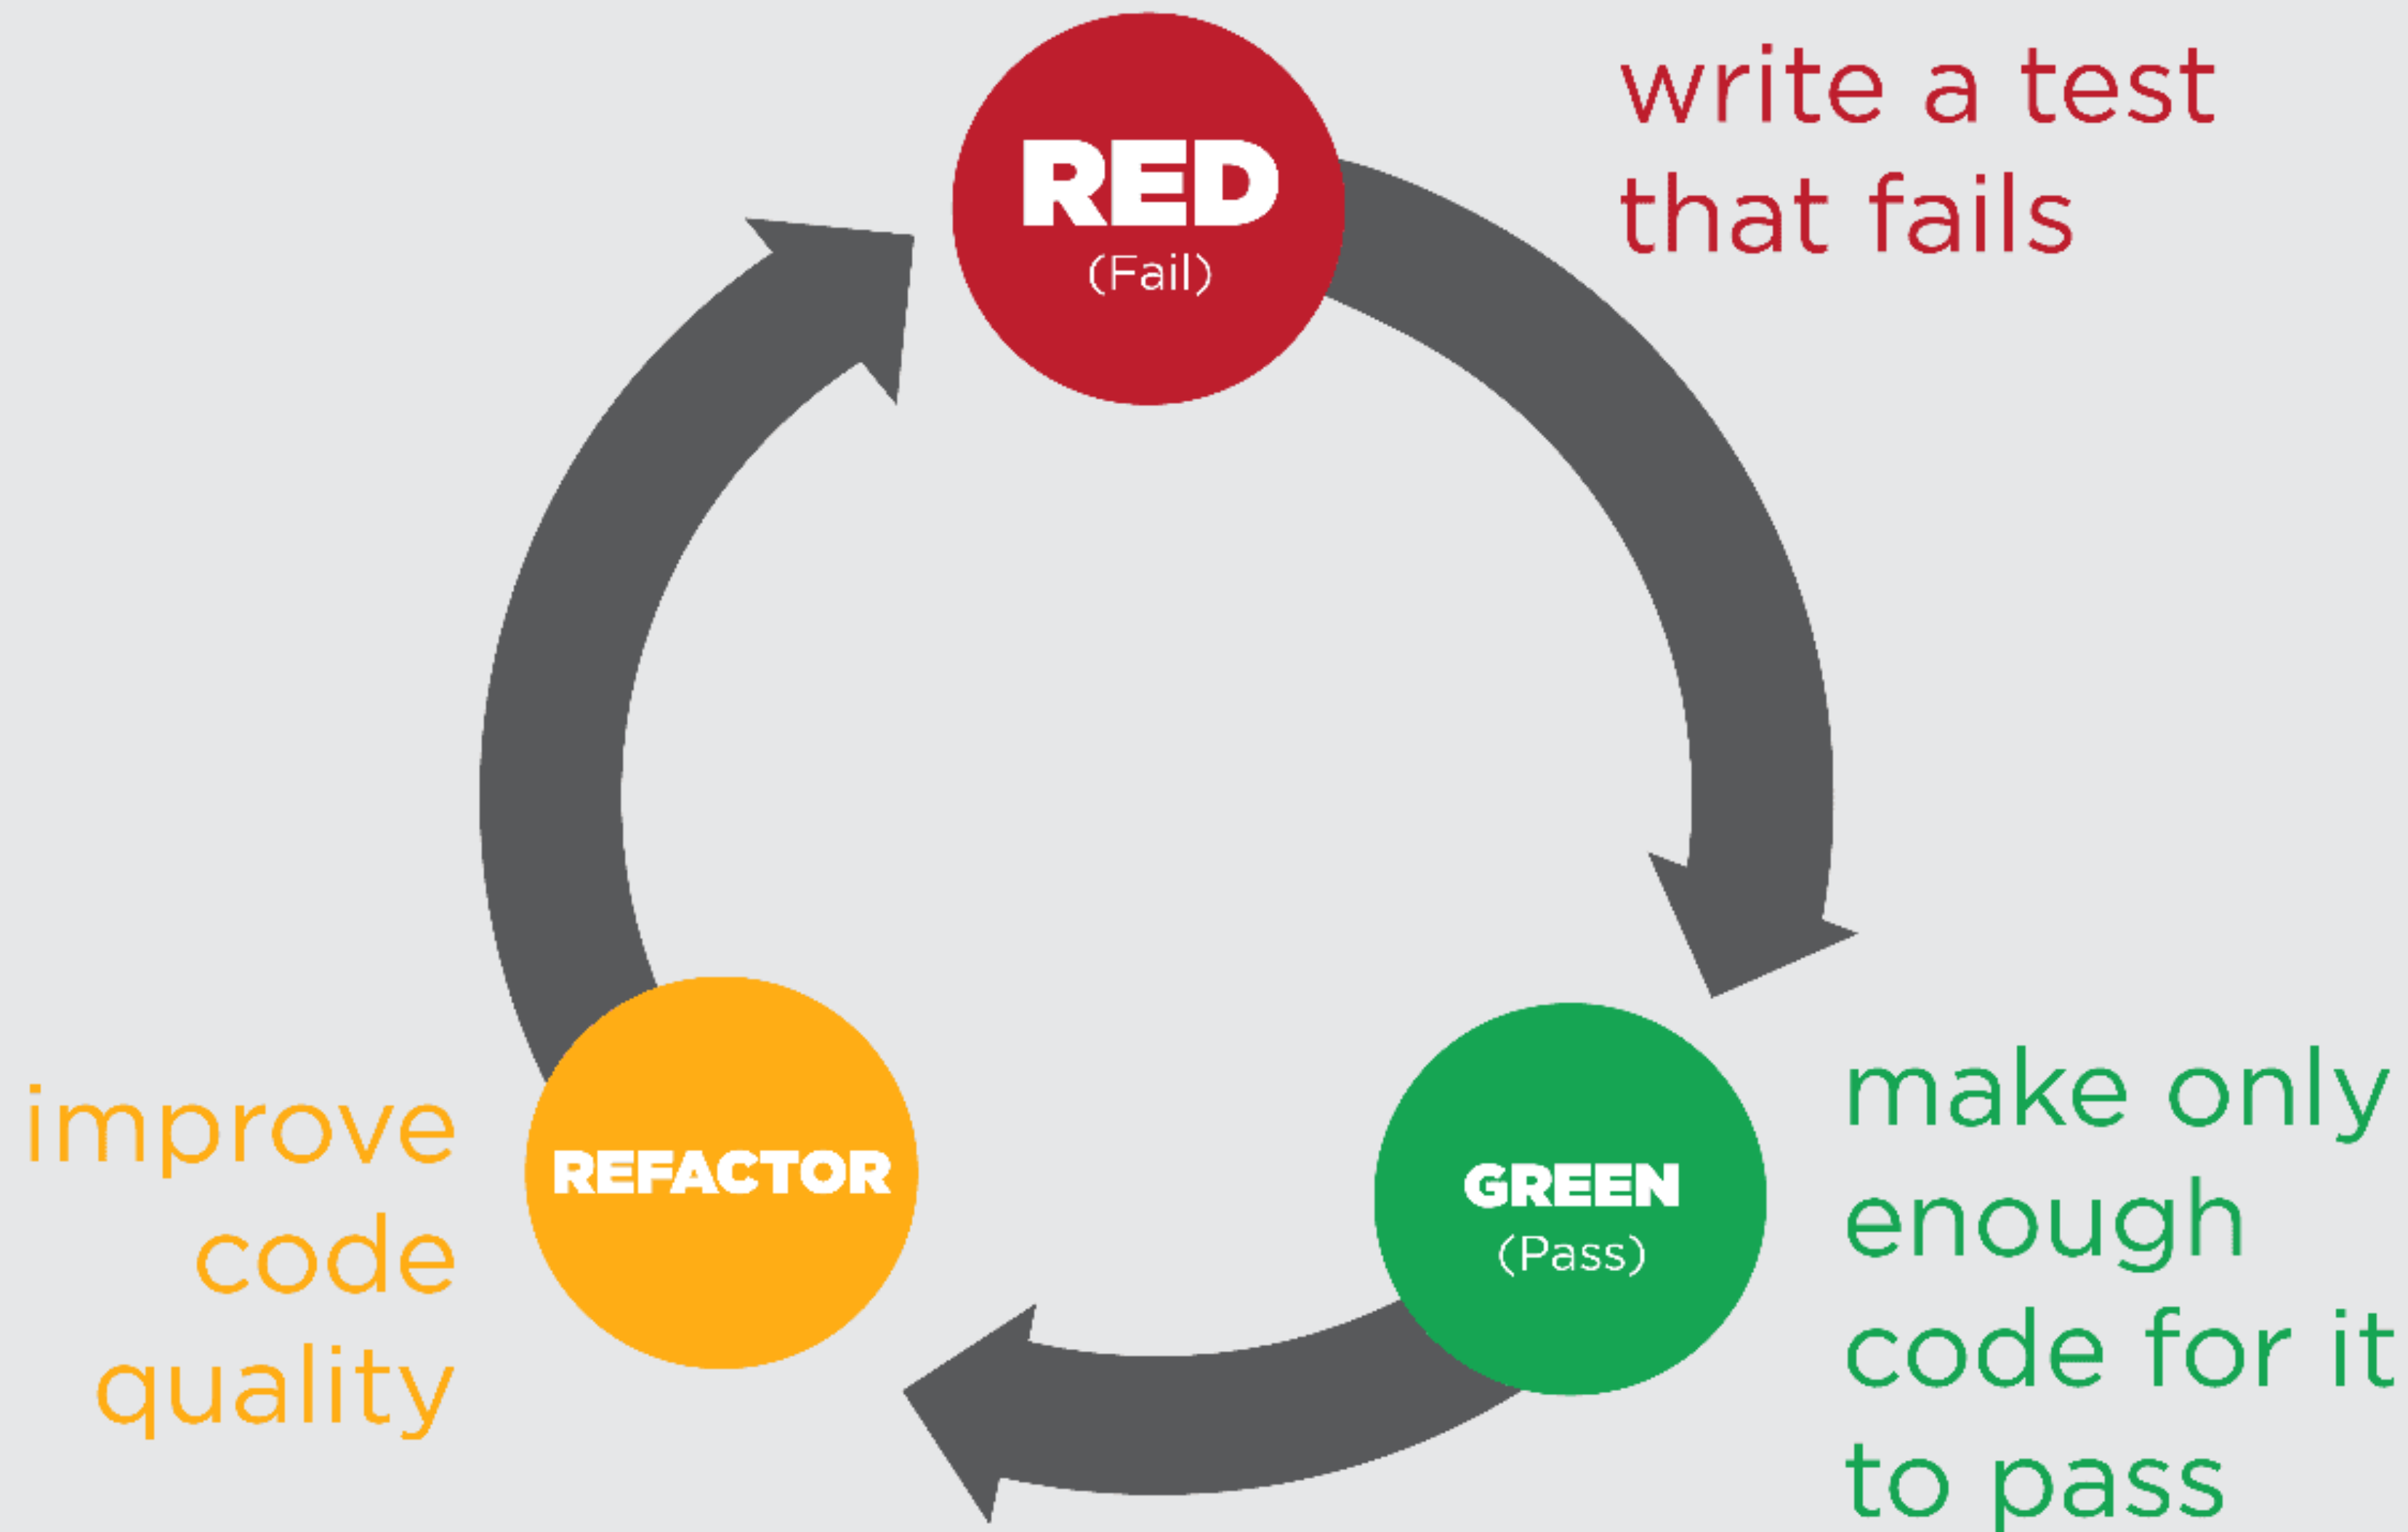 RED
(Fail)
write a test
that fails
GREEN
(Pass)
make only
enough
code for it
to pass
REFACTOR
improve
code
quality